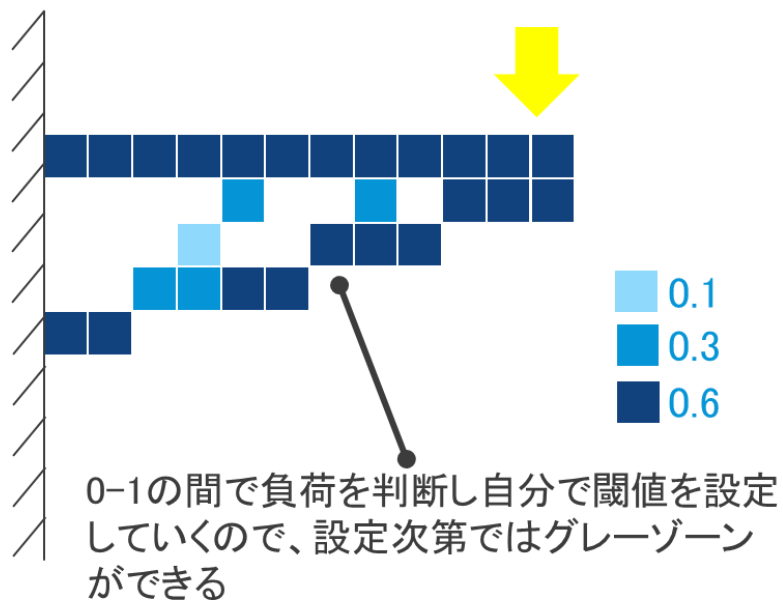 0.1
0.3
0.6
0-1の間で負荷を判断し自分で閾値を設定
していくので、設定次第ではグレーゾーン
ができる